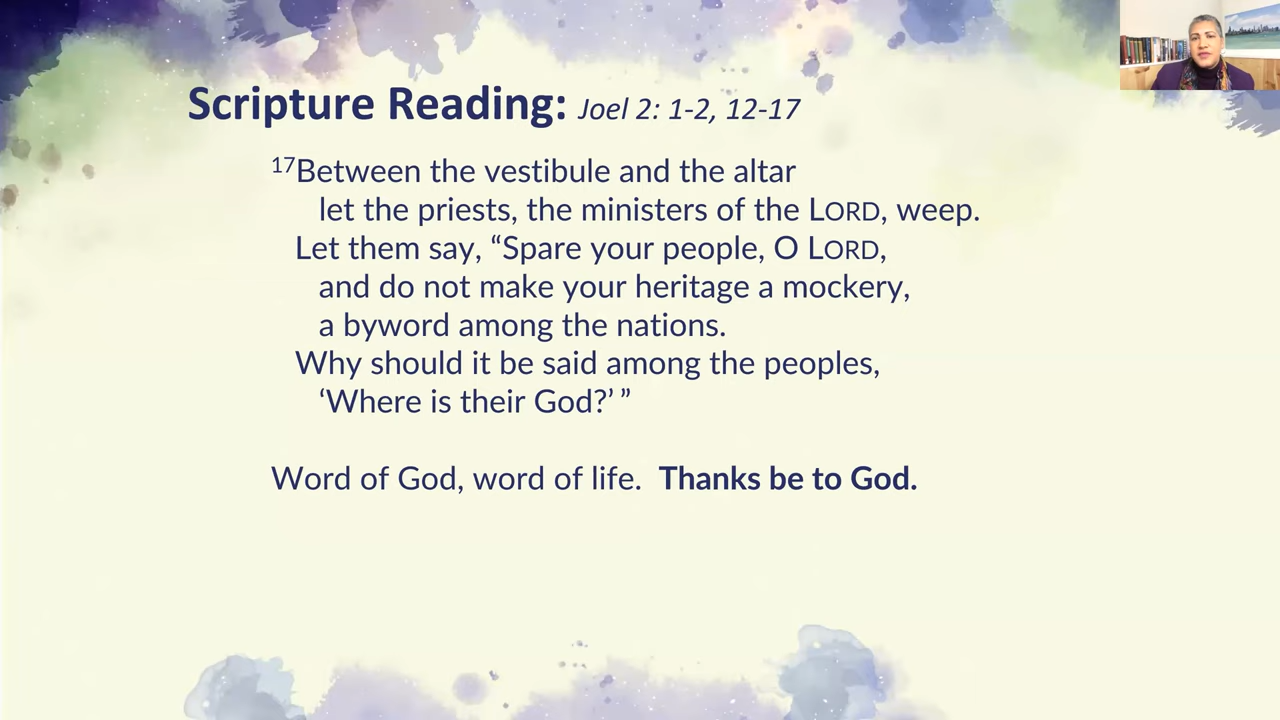 Scripture Reading: Joel 2: 1-2, 12-17
17Between the vestibule and the altar
let the priests, the ministers of the LORD, weep.
Let them say, “Spare your people, O LORD,
and do not make your heritage a mockery,
a byword among the nations.
Why should it be said among the peoples,
‘Where is their God?’ ”
Word of God, word of life. Thanks be to God.